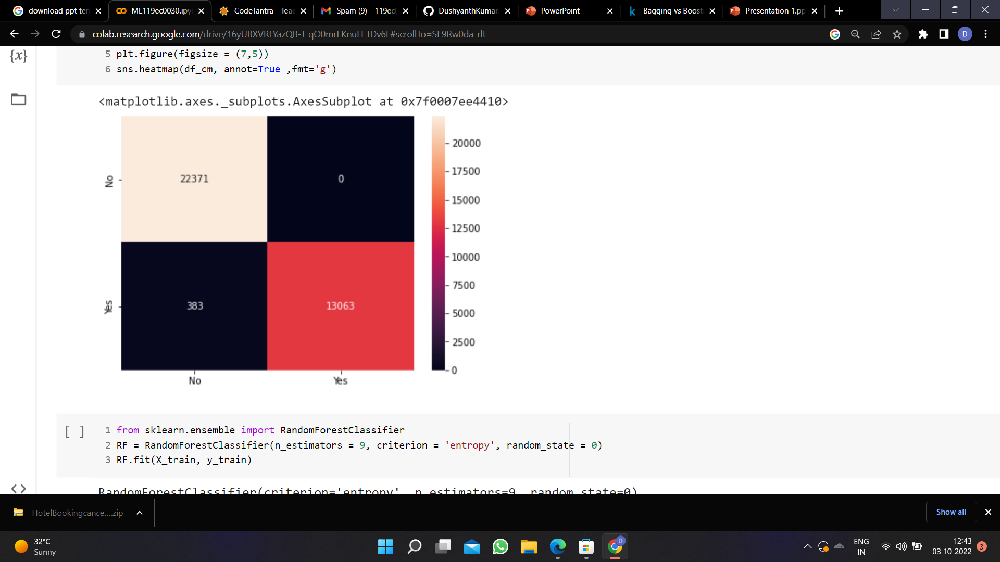 download ppt ten
ML119ec0030.ipy
CodeTantra - Tea
Spam (9) - 119ec
DushyanthKumar
PowerPoint
Bagging vs Boosti
Presentation 1.pp
colab.research.google.com/drive/16yUBXVRLYazQB-J_qO0mrEKnuH_tDv6F#scrollTo=SE9Rw0da_rlt
D
{x}
5 plt.figure(figsize = (7,5))
6 sns.heatmap(df_cm, annot=True ,fmt='g')
<matplotlib.axes._subplots.AxesSubplot at 0x7f0007ee4410>
No
22371
0
Yes
383
13063
No
Yes
20000
17500
15000
12500
10000
7500
5000
2500
0
[ ]
1 from sklearn.ensemble import RandomForestClassifier
2 RF = RandomForestClassifier(n_estimators = 9, criterion = 'entropy', random_state = 0)
3 RF.fit(X_train, y_train)
RandomForestClassifier(criterion='entropy', n_estimators=9, random_state=0)
HotelBookingcance....zip
Show all
32°C
Sunny
D
ENG
IN
12:43
03-10-2022
3